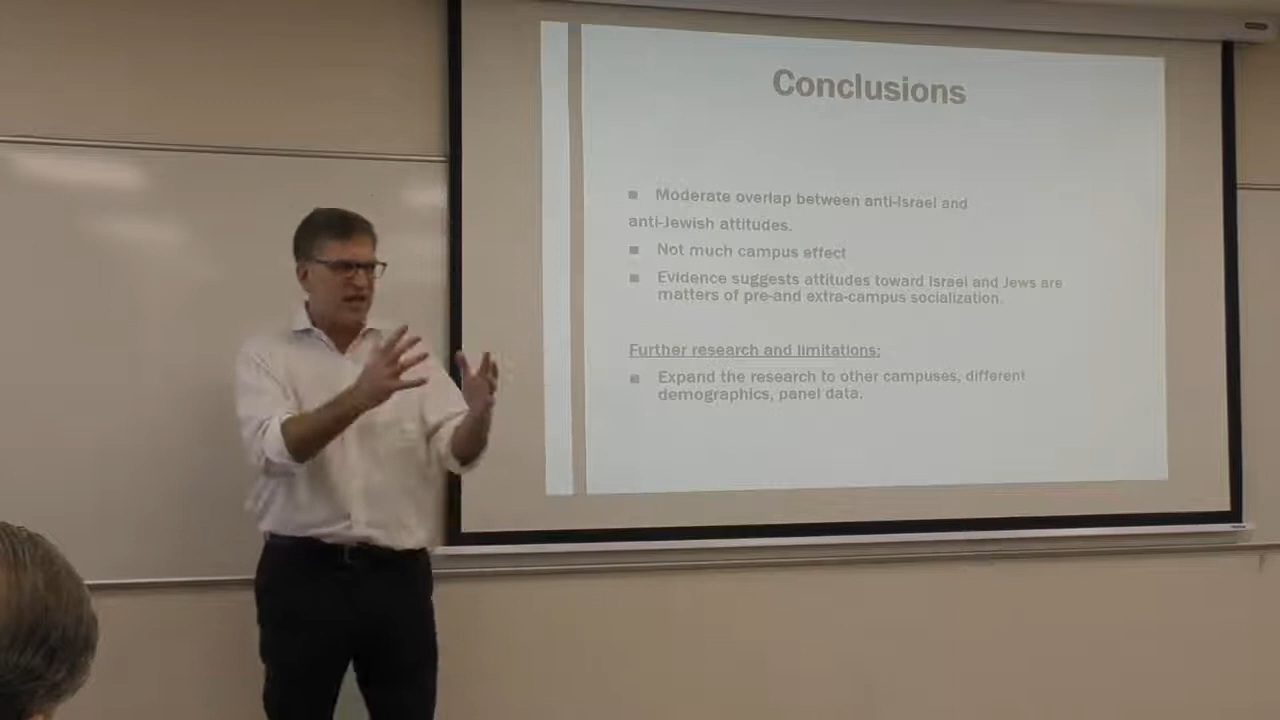 Conclusions
■ Moderate overlap between anti-Israel and
anti-Jewish attitudes.
■ Not much campus effect
■ Evidence suggests attitudes toward Israel and Jews are
matters of pre-and extra-campus socialization.
Further research and limitations:
■ Expand the research to other campuses, different
demographics, panel data.